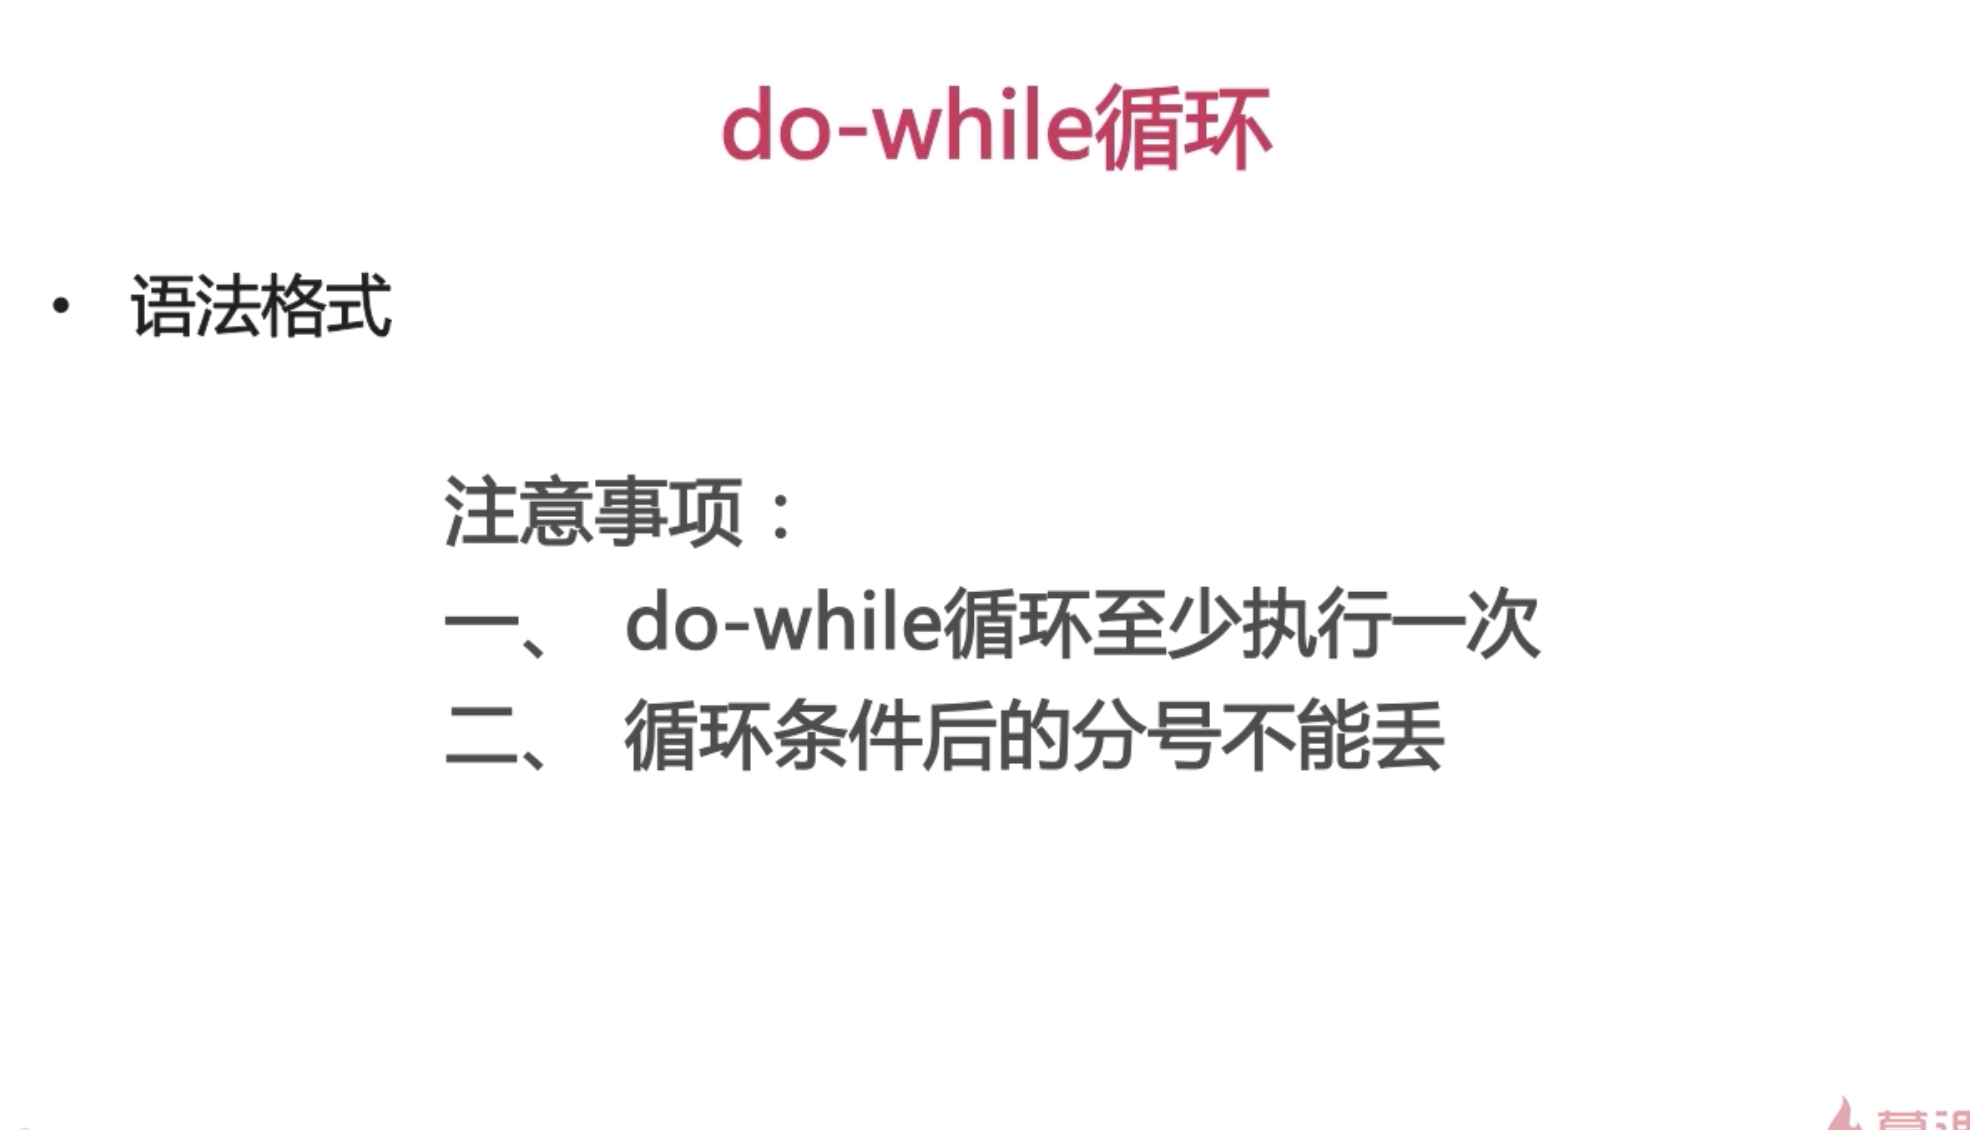 do-while循环
• 语法格式
注意事项：
一、 do-while循环至少执行一次
二、 循环条件后的分号不能丢